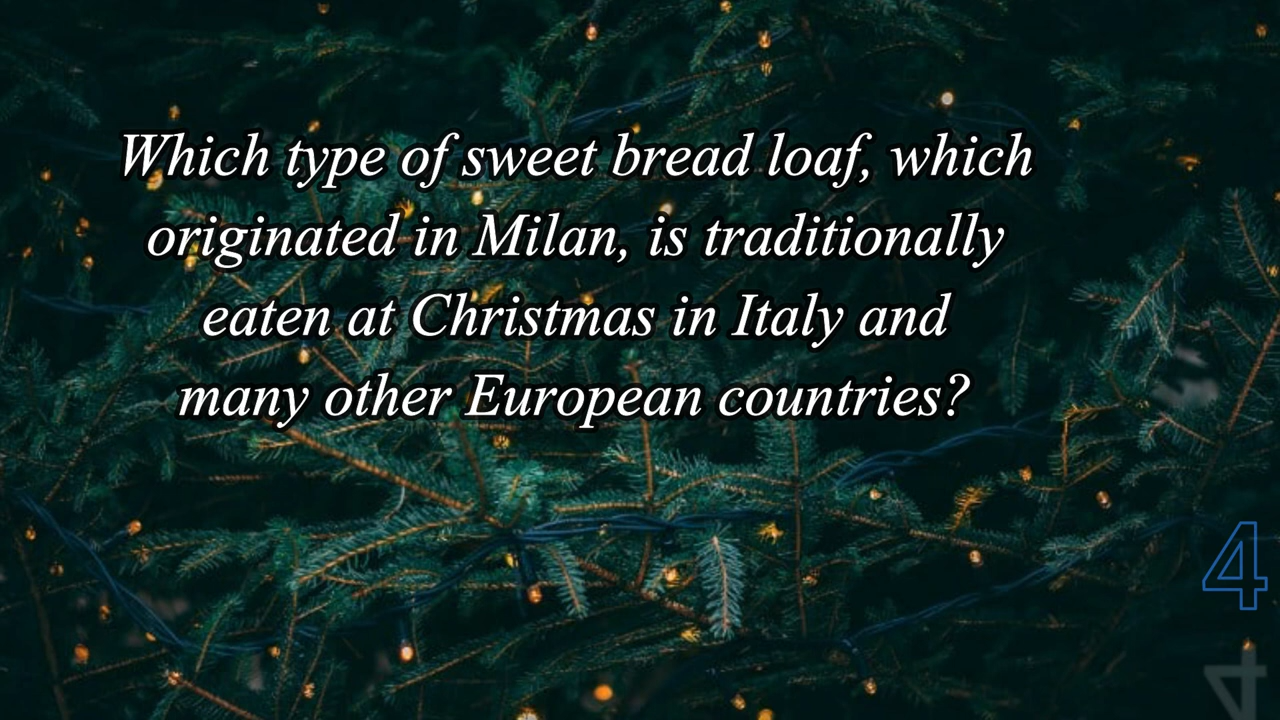 Which type of sweet bread loaf, which
originated in Milan, is traditionally
eaten at Christmas in Italy and
many other European countries?
4